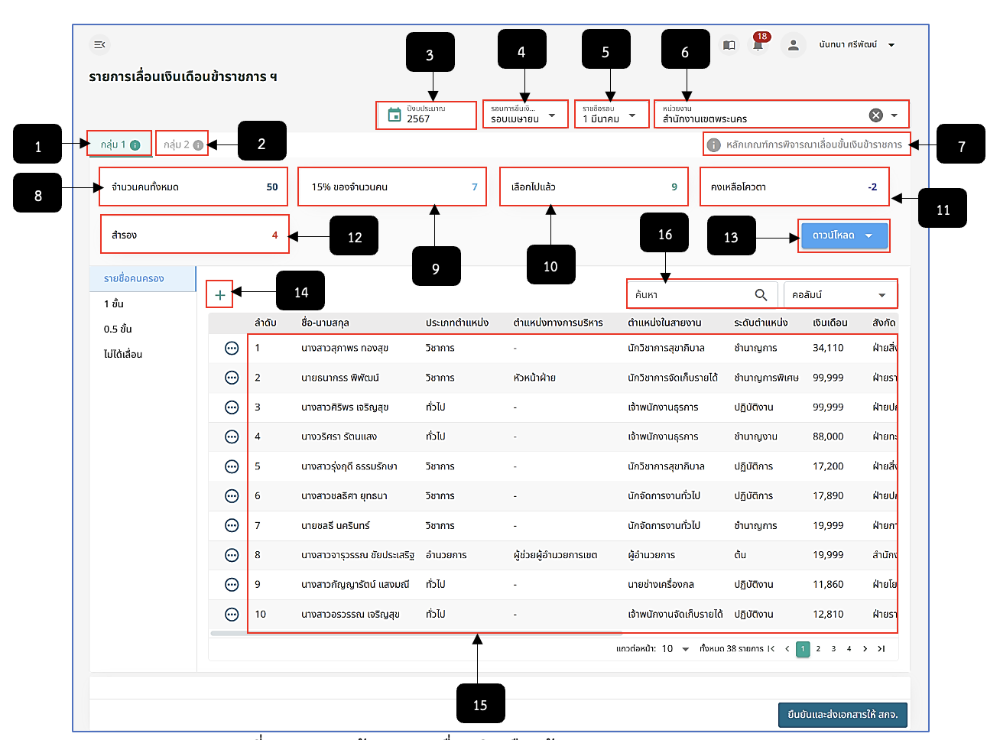 18
นันทนา ศรีพัฒน์
รายการเลื่อนเงินเดือนข้าราชการ ฯ
3
4
5
6
ปีงบประมาณ
2567
รอบการขึ้นเงิ...
รอบเมษายน
รายชื่อรอบ
1 มีนาคม
หน่วยงาน
สำนักงานเขตพระนคร
1
กลุ่ม 1
กลุ่ม 2
2
หลักเกณฑ์การพิจารณาเลื่อนขั้นเงินข้าราชการ
7
8
จำนวนคนทั้งหมด 50
15% ของจำนวนคน 7
เลือกไปแล้ว 9
คงเหลือโควตา -2
11
สำรอง 4
12
9
10
16
13
ดาวน์โหลด
รายชื่อคนครอง
1 ขั้น
0.5 ขั้น
ไม่ได้เลื่อน
14
ค้นหา
คอลัมน์
ลำดับ ชื่อ-นามสกุล ประเภทตำแหน่ง ตำแหน่งทางการบริหาร ตำแหน่งในสายงาน ระดับตำแหน่ง เงินเดือน สังกัด
1 นางสาวสุภาพร ทองสุข วิชาการ - นักวิชาการสุขาภิบาล ชำนาญการ 34,110 ฝ่ายสิ่ง
2 นายธนากรร พิพัฒน์ วิชาการ หัวหน้าฝ่าย นักวิชาการจัดเก็บรายได้ ชำนาญการพิเศษ 99,999 ฝ่ายรา
3 นางสาวศิริพร เจริญสุข ทั่วไป - เจ้าพนักงานธุรการ ปฏิบัติงาน 99,999 ฝ่ายปก
4 นางวริศรา รัตนแสง ทั่วไป - เจ้าพนักงานธุรการ ชำนาญงาน 88,000 ฝ่ายทะ
5 นางสาวรุ่งฤดี ธรรมรักษา วิชาการ - นักวิชาการสุขาภิบาล ปฏิบัติการ 17,200 ฝ่ายสิ่ง
6 นางสาวชลธิศา ยุทธนา วิชาการ - นักจัดการงานทั่วไป ปฏิบัติการ 17,890 ฝ่ายปก
7 นายชลธี นครินทร์ วิชาการ - นักจัดการงานทั่วไป ชำนาญการ 19,999 ฝ่ายกา
8 นางสาวจารุวรรณ ชัยประเสริฐ อำนวยการ ผู้ช่วยผู้อำนวยการเขต ผู้อำนวยการ ต้น 19,999 สำนักง
9 นางสาวกัญญารัตน์ แสงมณี ทั่วไป - นายช่างเครื่องกล ปฏิบัติงาน 11,860 ฝ่ายโย
10 นางสาวอรวรรณ เจริญสุข ทั่วไป - เจ้าพนักงานจัดเก็บรายได้ ปฏิบัติงาน 12,810 ฝ่ายรา
แถวต่อหน้า: 10 ทั้งหมด 38 รายการ 1 2 3 4
15
ยืนยันและส่งเอกสารให้ สกจ.